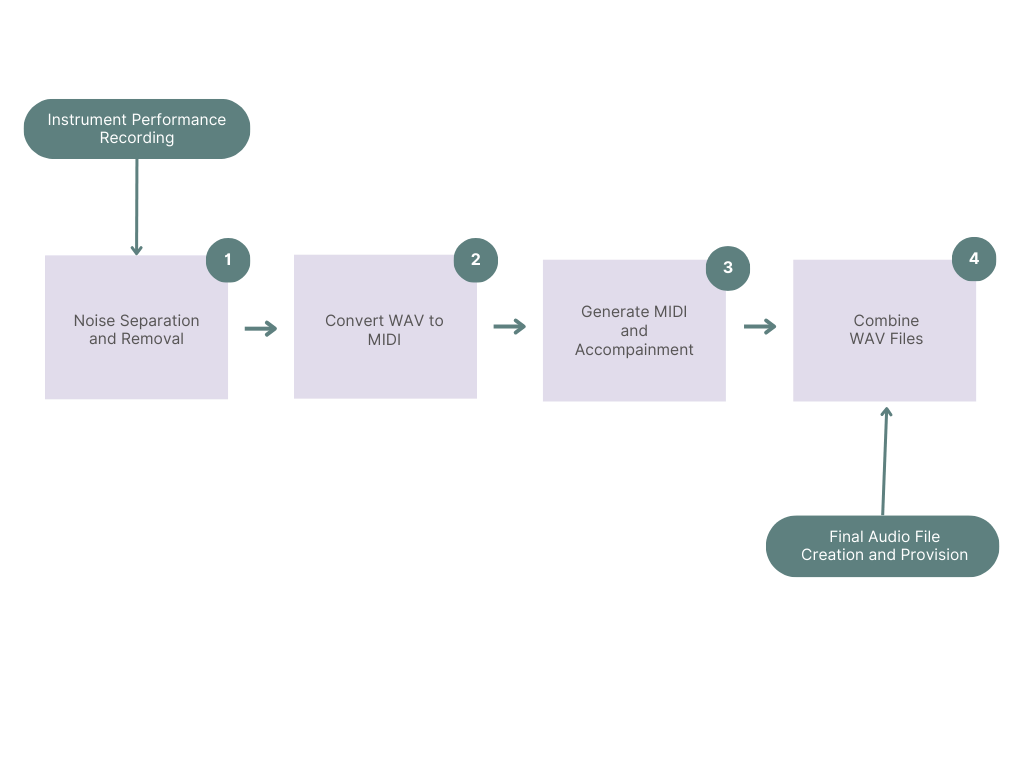 Instrument Performance
Recording
1
Noise Separation
and Removal
2
Convert WAV to
MIDI
3
Generate MIDI
and
Accompainment
4
Combine
WAV Files
Final Audio File
Creation and Provision